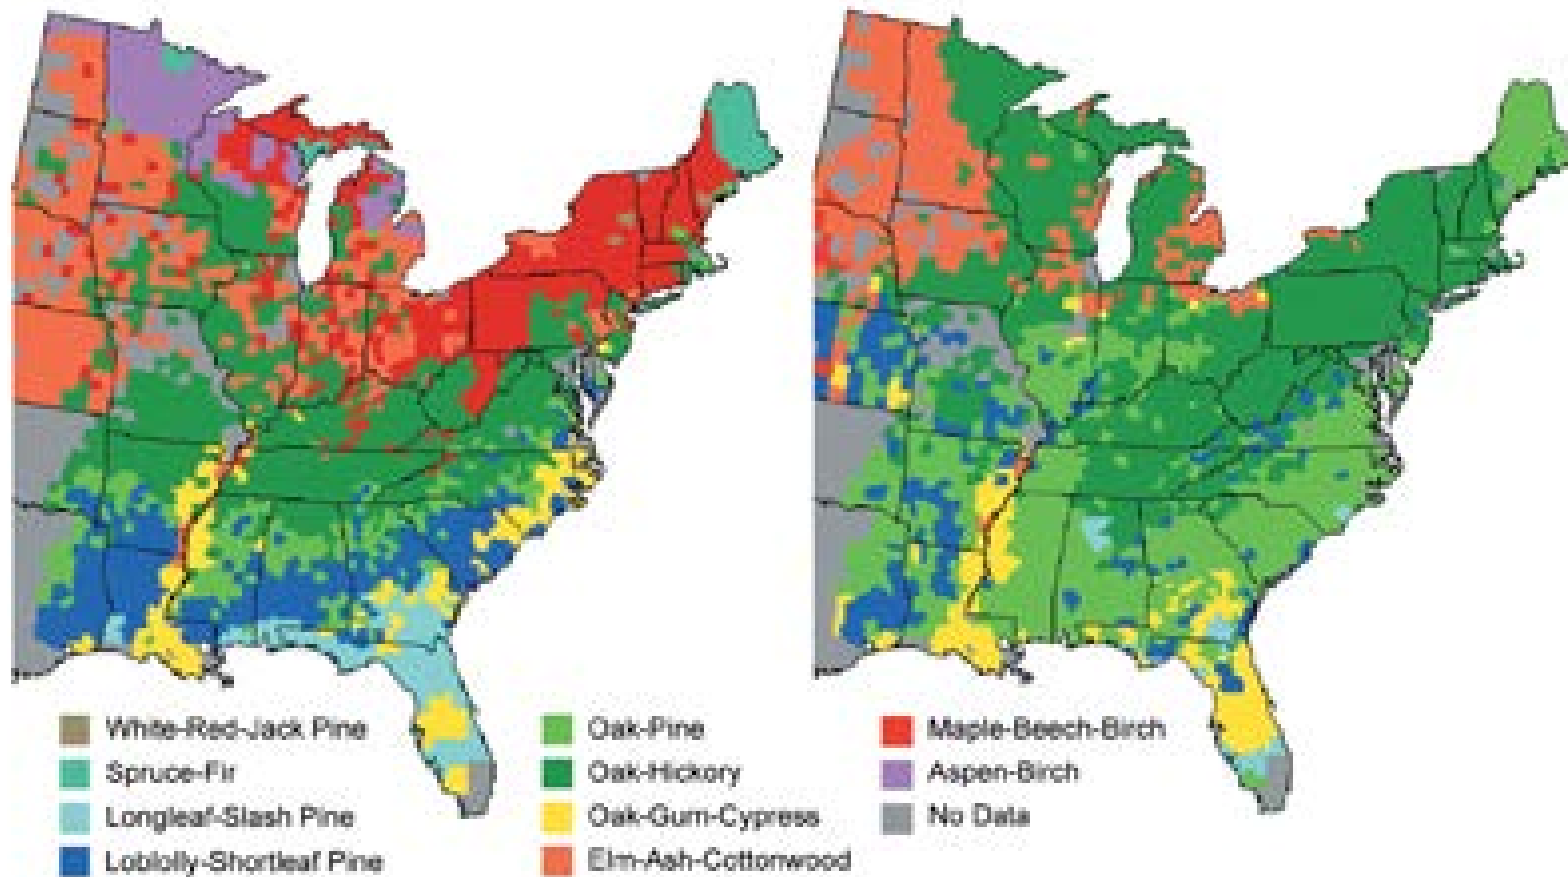 White-Red-Jack Pine
Spruce-Fir
Longleaf-Slash Pine
Loblolly-Shortleaf Pine
Oak-Pine
Oak-Hickory
Oak-Gum-Cypress
Elm-Ash-Cottonwood
Maple-Beech-Birch
Aspen-Birch
No Data